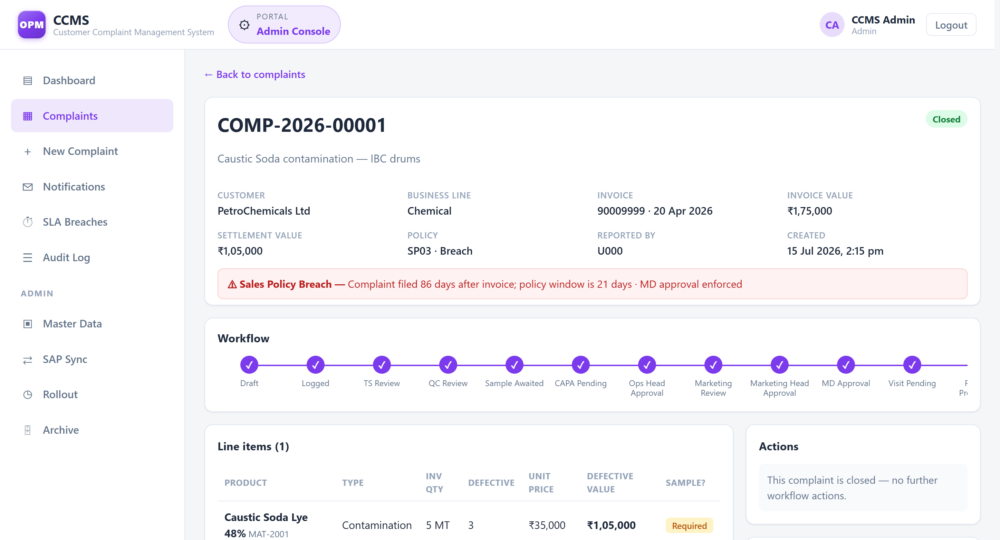 OPM
CCMS
Customer Complaint Management System
PORTAL
Admin Console
CA
CCMS Admin
Admin
Logout
Dashboard
Complaints
New Complaint
Notifications
SLA Breaches
Audit Log
ADMIN
Master Data
SAP Sync
Rollout
Archive
← Back to complaints
COMP-2026-00001
Closed
Caustic Soda contamination — IBC drums
CUSTOMER
PetroChemicals Ltd
BUSINESS LINE
Chemical
INVOICE
90009999 · 20 Apr 2026
INVOICE VALUE
₹1,75,000
SETTLEMENT VALUE
₹1,05,000
POLICY
SP03 · Breach
REPORTED BY
U000
CREATED
15 Jul 2026, 2:15 pm
⚠ Sales Policy Breach — Complaint filed 86 days after invoice; policy window is 21 days · MD approval enforced
Workflow
Draft
Logged
TS Review
QC Review
Sample Awaited
CAPA Pending
Ops Head
Approval
Marketing
Review
Marketing Head
Approval
MD Approval
Visit Pending
Line items (1)
PRODUCT
TYPE
INV
QTY
DEFECTIVE
UNIT
PRICE
DEFECTIVE
VALUE
SAMPLE?
Caustic Soda Lye
48% MAT-2001
Contamination
5 MT
3
₹35,000
₹1,05,000
Required
Actions
This complaint is closed — no further
workflow actions.